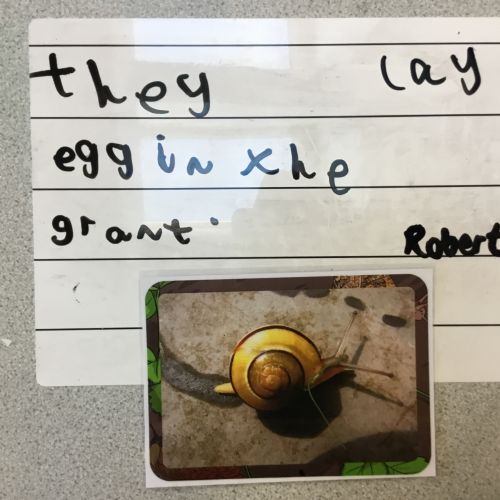 they lay
egg in the
grant.
Robert